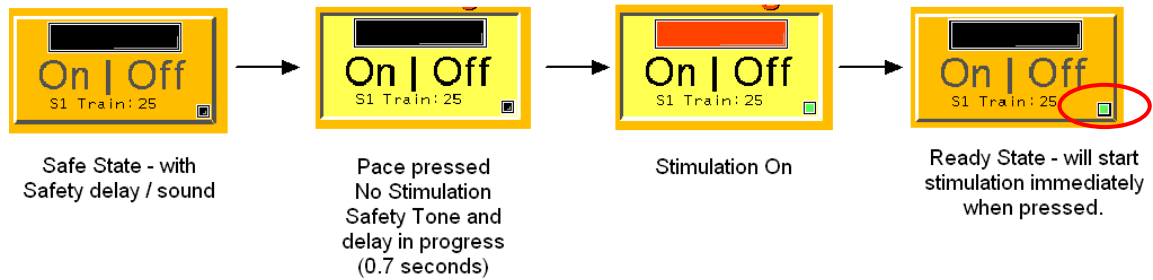 On | Off
S1 Train: 25
Safe State - with
Safety delay / sound
On | Off
S1 Train: 25
Pace pressed
No Stimulation
Safety Tone and
delay in progress
(0.7 seconds)
On | Off
S1 Train: 25
Stimulation On
On | Off
S1 Train: 25
Ready State - will start
stimulation immediately
when pressed.